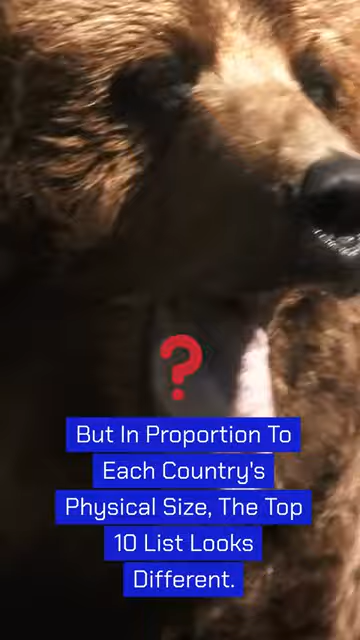 ❓
But In Proportion To
Each Country's
Physical Size, The Top
10 List Looks
Different.